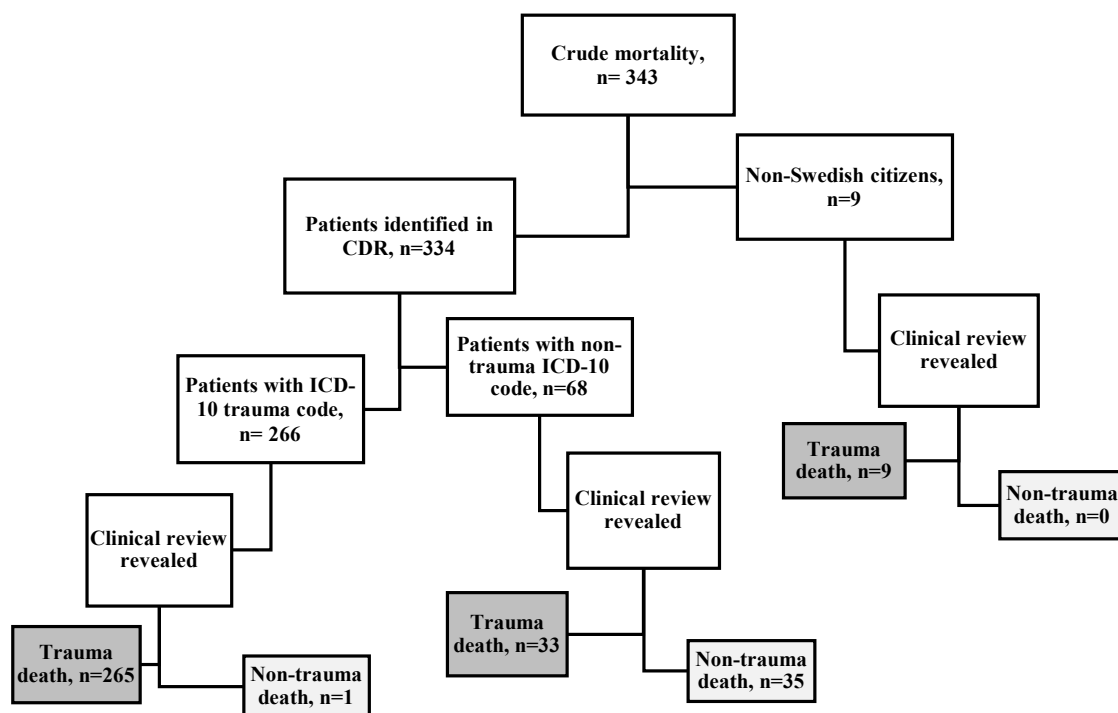 Crude mortality,
n= 343
Non-Swedish citizens,
n=9
Patients identified in
CDR, n=334
Clinical review
revealed
Patients with non-
trauma ICD-10
code, n=68
Patients with ICD-
10 trauma code,
n= 266
Trauma
death, n=9
Non-trauma
death, n=0
Clinical review
revealed
Clinical review
revealed
Trauma
death, n=33
Non-trauma
death, n=35
Trauma
death, n=265
Non-trauma
death, n=1